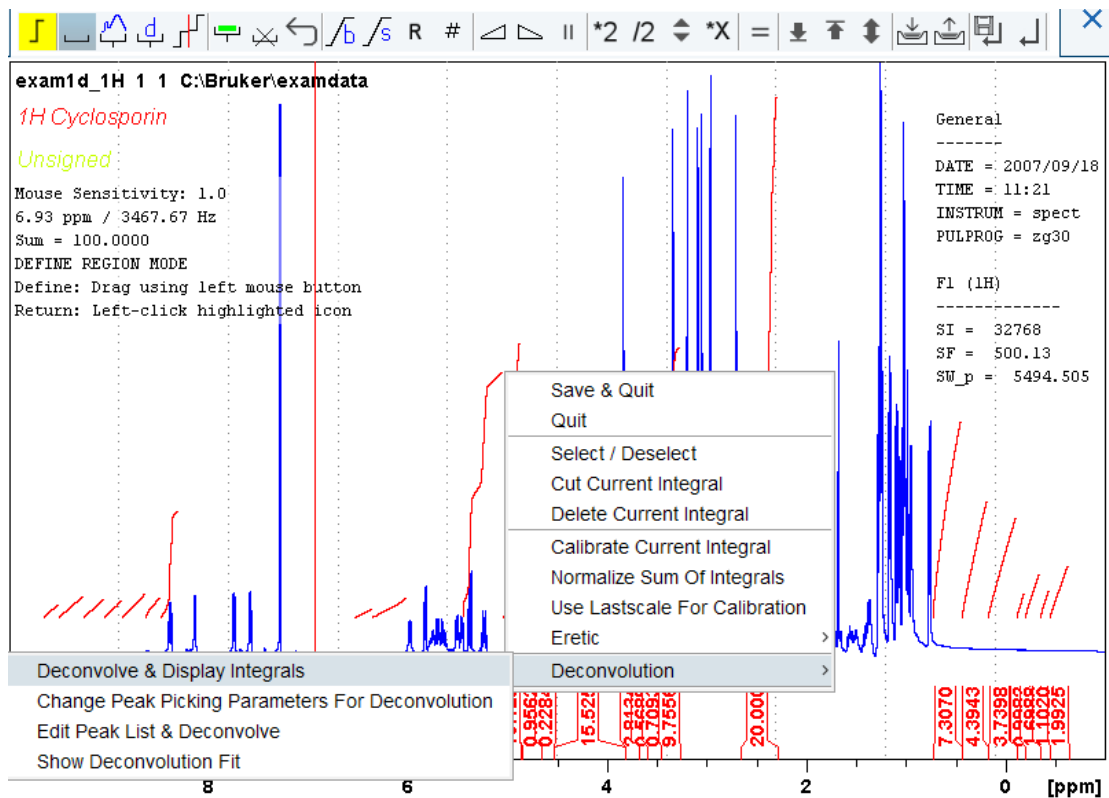 R # *2 /2 *X =
exam1d_1H 1 1 C:\Bruker\examdata
1H Cyclosporin
Unsigned
Mouse Sensitivity: 1.0
6.93 ppm / 3467.67 Hz
Sum = 100.0000
DEFINE REGION MODE
Define: Drag using left mouse button
Return: Left-click highlighted icon
General
-------
DATE = 2007/09/18
TIME = 11:21
INSTRUM = spect
PULPROG = zg30
F1 (1H)
-------------
SI = 32768
SF = 500.13
SW_p = 5494.505
Save & Quit
Quit
Select / Deselect
Cut Current Integral
Delete Current Integral
Calibrate Current Integral
Normalize Sum Of Integrals
Use Lastscale For Calibration
Eretic
Deconvolution
Deconvolve & Display Integrals
Change Peak Picking Parameters For Deconvolution
Edit Peak List & Deconvolve
Show Deconvolution Fit
20.000
7.3070
4.3943
3.7398
1.1020
1.9925
8 6 4 2 0 [ppm]